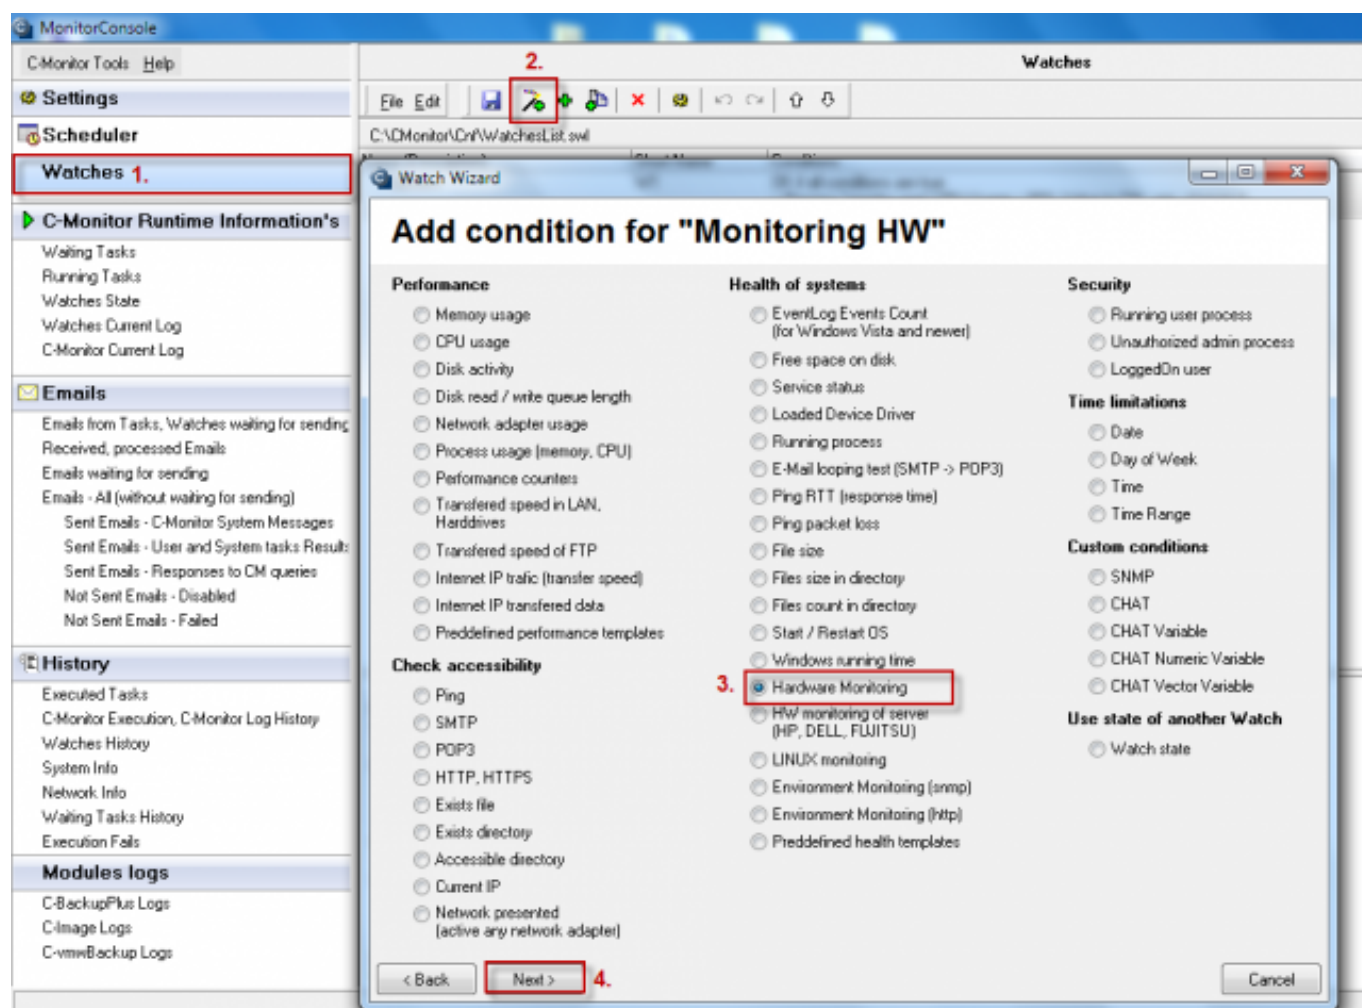 MonitorConsole
C-Monitor Tools Help
Settings
Scheduler
Watches 1.
C-Monitor Runtime Information's
Waiting Tasks
Running Tasks
Watches State
Watches Current Log
C-Monitor Current Log
Emails
Emails from Tasks, Watches waiting for sending
Received, processed Emails
Emails waiting for sending
Emails - All (without waiting for sending)
Sent Emails - C-Monitor System Messages
Sent Emails - User and System tasks Results
Sent Emails - Responses to CM queries
Not Sent Emails - Disabled
Not Sent Emails - Failed
History
Executed Tasks
C-Monitor Execution, C-Monitor Log History
Watches History
System Info
Network Info
Waiting Tasks History
Execution Fails
Modules logs
C-BackupPlus Logs
C-Image Logs
C-vmwBackup Logs
Watches
2.
File Edit
C:\CMonitor\Cnf\WatchesList.swl
Watch Wizard
Add condition for "Monitoring HW"
Performance
Memory usage
CPU usage
Disk activity
Disk read / write queue length
Network adapter usage
Process usage (memory, CPU)
Performance counters
Transfered speed in LAN,
Harddrives
Transfered speed of FTP
Internet IP trafic (transfer speed)
Internet IP transfered data
Preddefined performance templates
Check accessibility
Ping
SMTP
POP3
HTTP, HTTPS
Exists file
Exists directory
Accessible directory
Current IP
Network presented
(active any network adapter)
Health of systems
EventLog Events Count
(for Windows Vista and newer)
Free space on disk
Service status
Loaded Device Driver
Running process
E-Mail looping test (SMTP -> POP3)
Ping RTT (response time)
Ping packet loss
File size
Files size in directory
Files count in directory
Start / Restart OS
Windows running time
3. Hardware Monitoring
HW monitoring of server
(HP, DELL, FUJITSU)
LINUX monitoring
Environment Monitoring (snmp)
Environment Monitoring (http)
Preddefined health templates
Security
Running user process
Unauthorized admin process
LoggedOn user
Time limitations
Date
Day of Week
Time
Time Range
Custom conditions
SNMP
CHAT
CHAT Variable
CHAT Numeric Variable
CHAT Vector Variable
Use state of another Watch
Watch state
< Back
Next > 4.
Cancel